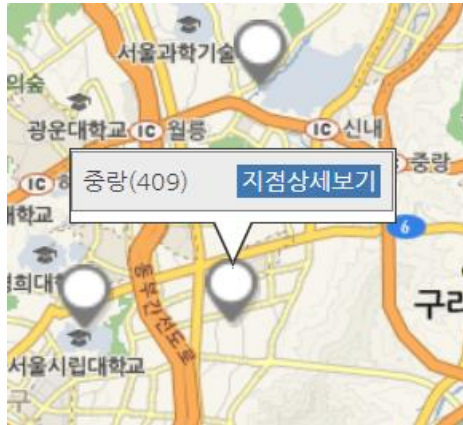 서울과학기술
의숲
광운대학교 IC 월릉
IC 신내
중랑(409) 지점상세보기
중랑
IC
학교
6
경희대
구리
동부간선도로
서울시립대학교
구